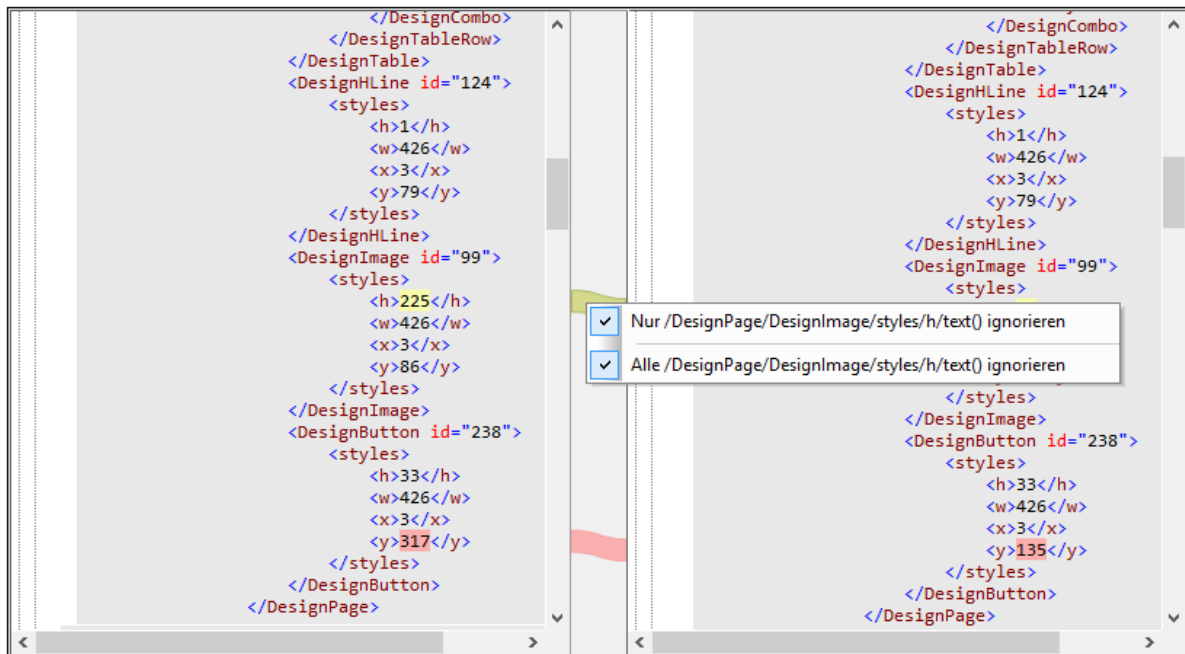 </DesignCombo>
</DesignTableRow>
</DesignTable>
<DesignHLine id="124">
<styles>
<h>1</h>
<w>426</w>
<x>3</x>
<y>79</y>
</styles>
</DesignHLine>
<DesignImage id="99">
<styles>
<h>225</h>
<w>426</w>
<x>3</x>
<y>86</y>
</styles>
</DesignImage>
<DesignButton id="238">
<styles>
<h>33</h>
<w>426</w>
<x>3</x>
<y>317</y>
</styles>
</DesignButton>
</DesignPage>
</DesignCombo>
</DesignTableRow>
</DesignTable>
<DesignHLine id="124">
<styles>
<h>1</h>
<w>426</w>
<x>3</x>
<y>79</y>
</styles>
</DesignHLine>
<DesignImage id="99">
<styles>
Nur /DesignPage/DesignImage/styles/h/text() ignorieren
Alle /DesignPage/DesignImage/styles/h/text() ignorieren
</styles>
</DesignImage>
<DesignButton id="238">
<styles>
<h>33</h>
<w>426</w>
<x>3</x>
<y>135</y>
</styles>
</DesignButton>
</DesignPage>